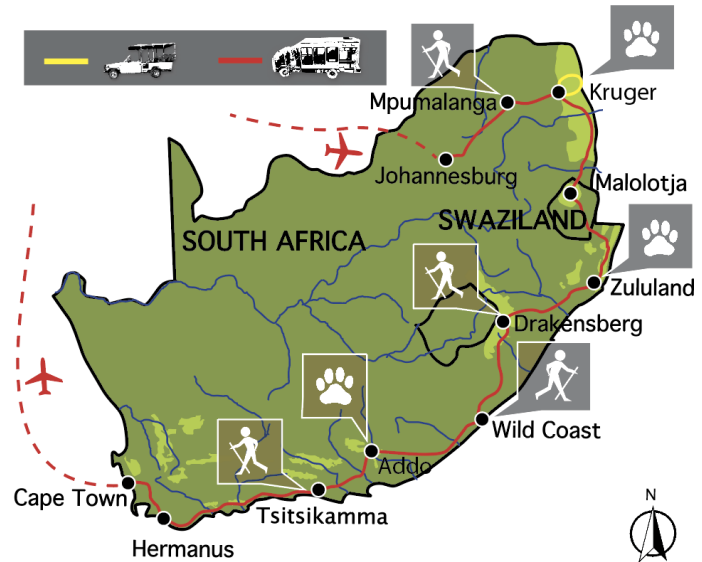 Mpumalanga
Kruger
Johannesburg
Malolotja
SWAZILAND
SOUTH AFRICA
Zululand
Drakensberg
Wild Coast
Addo
Cape Town
Tsitsikamma
Hermanus
N